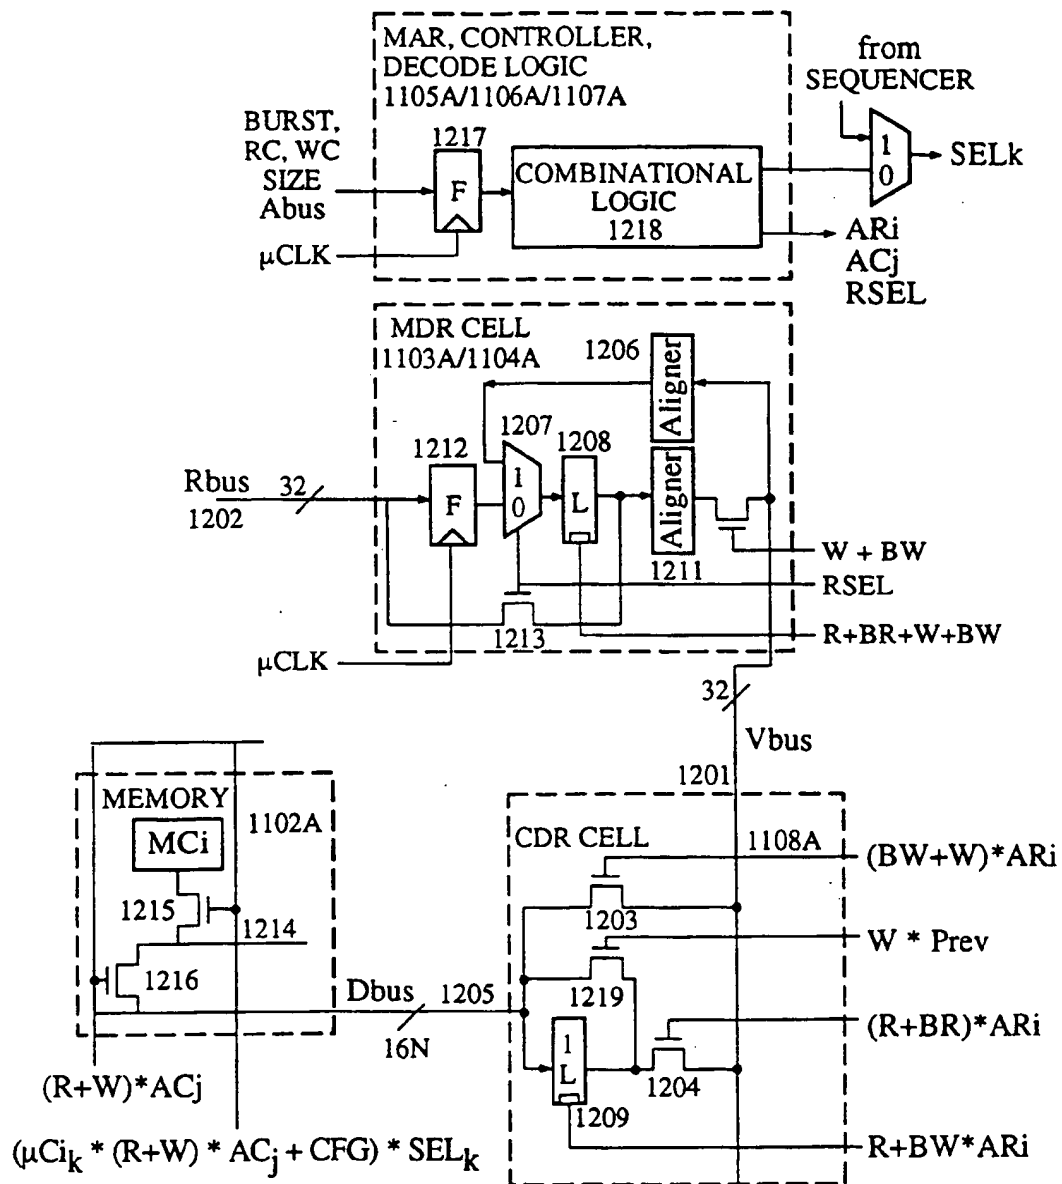 MAR, CONTROLLER,
DECODE LOGIC
1105A/1106A/1107A
from
SEQUENCER
BURST,
RC, WC
SIZE
Abus
1217
F
COMBINATIONAL
LOGIC
1218
1
0
SELk
μCLK
ARi
ACj
RSEL
MDR CELL
1103A/1104A
1206
Aligner
1207
1212
1208
Rbus
32
1202
F
1
0
L
Aligner
1211
W + BW
RSEL
1213
R+BR+W+BW
μCLK
32
Vbus
1201
MEMORY
1102A
MCi
1215
1214
1216
Dbus
1205
16N
CDR CELL
1108A
(BW+W)*ARi
1203
W * Prev
1219
(R+BR)*ARi
1
L
1204
1209
R+BW*ARi
(R+W)*ACj
(μCik * (R+W) * ACj + CFG) * SELk